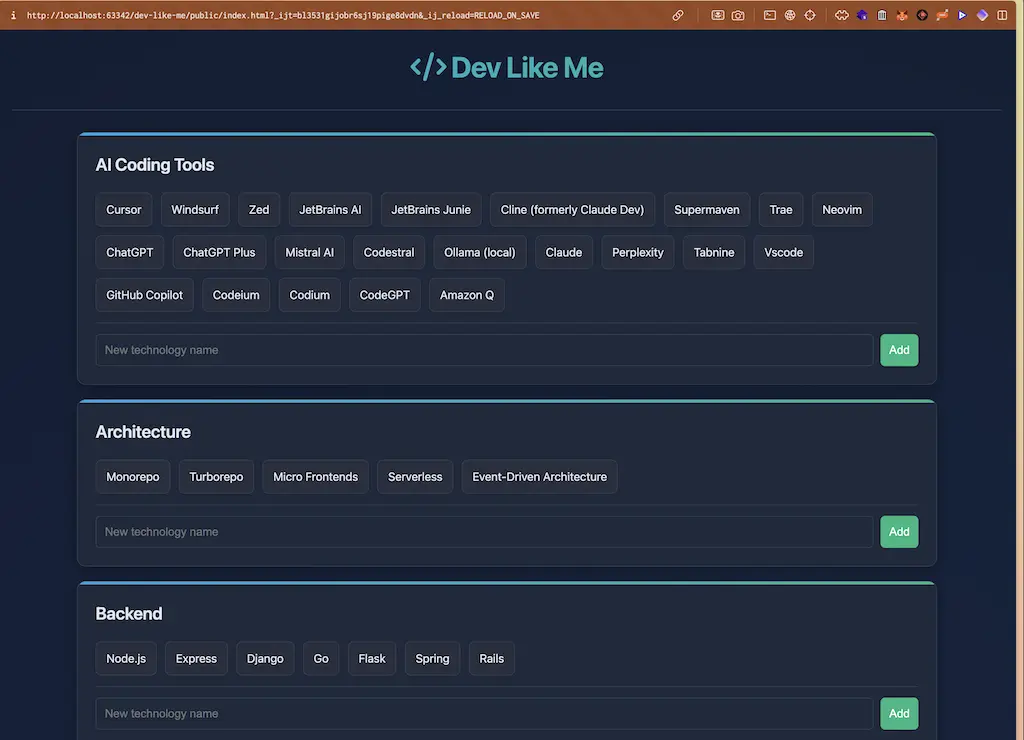 http://localhost:63342/dev-like-me/public/index.html?_ijt=bl3531gijobr6sj19pige8dvdn&_ij_reload=RELOAD_ON_SAVE
</> Dev Like Me
AI Coding Tools
Cursor Windsurf Zed JetBrains AI JetBrains Junie Cline (formerly Claude Dev) Supermaven Trae Neovim
ChatGPT ChatGPT Plus Mistral AI Codestral Ollama (local) Claude Perplexity Tabnine Vscode
GitHub Copilot Codeium Codium CodeGPT Amazon Q
New technology name Add
Architecture
Monorepo Turborepo Micro Frontends Serverless Event-Driven Architecture
New technology name Add
Backend
Node.js Express Django Go Flask Spring Rails
New technology name Add